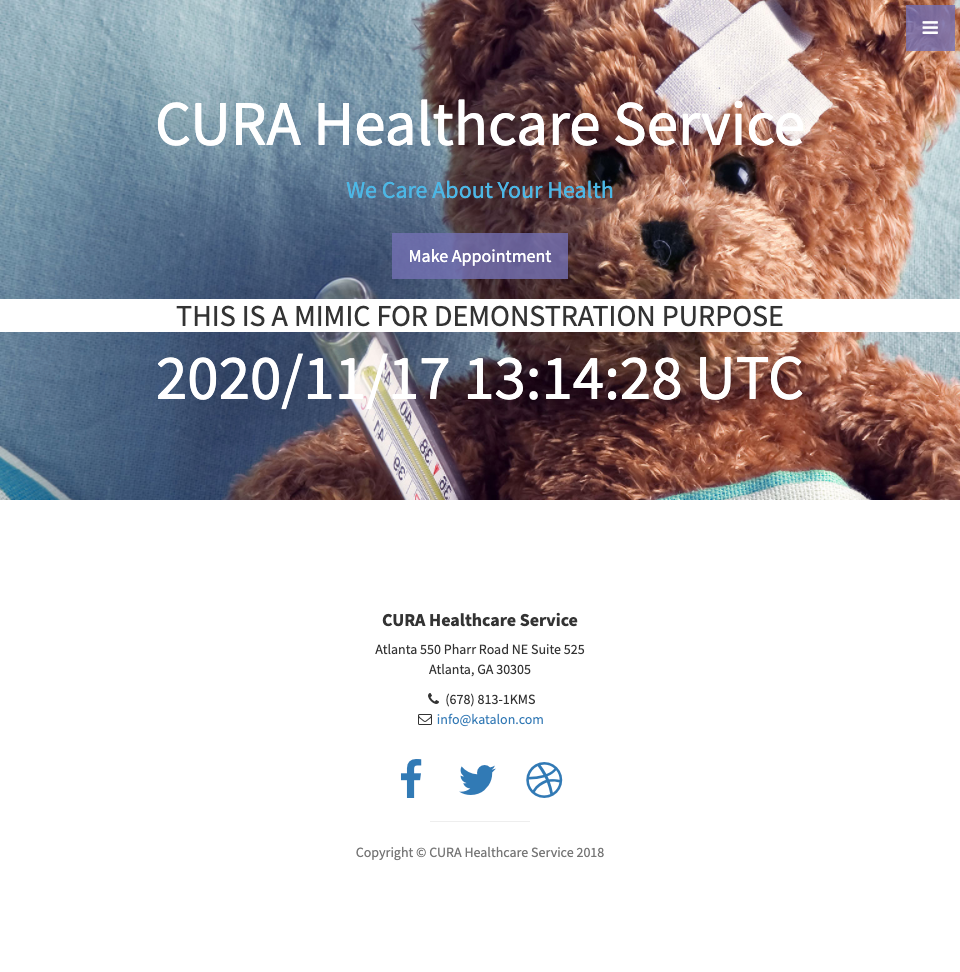 CURA Healthcare Service
We Care About Your Health
Make Appointment
THIS IS A MIMIC FOR DEMONSTRATION PURPOSE
2020/11/17 13:14:28 UTC
CURA Healthcare Service
Atlanta 550 Pharr Road NE Suite 525
Atlanta, GA 30305
(678) 813-1KMS
info@katalon.com
Copyright © CURA Healthcare Service 2018